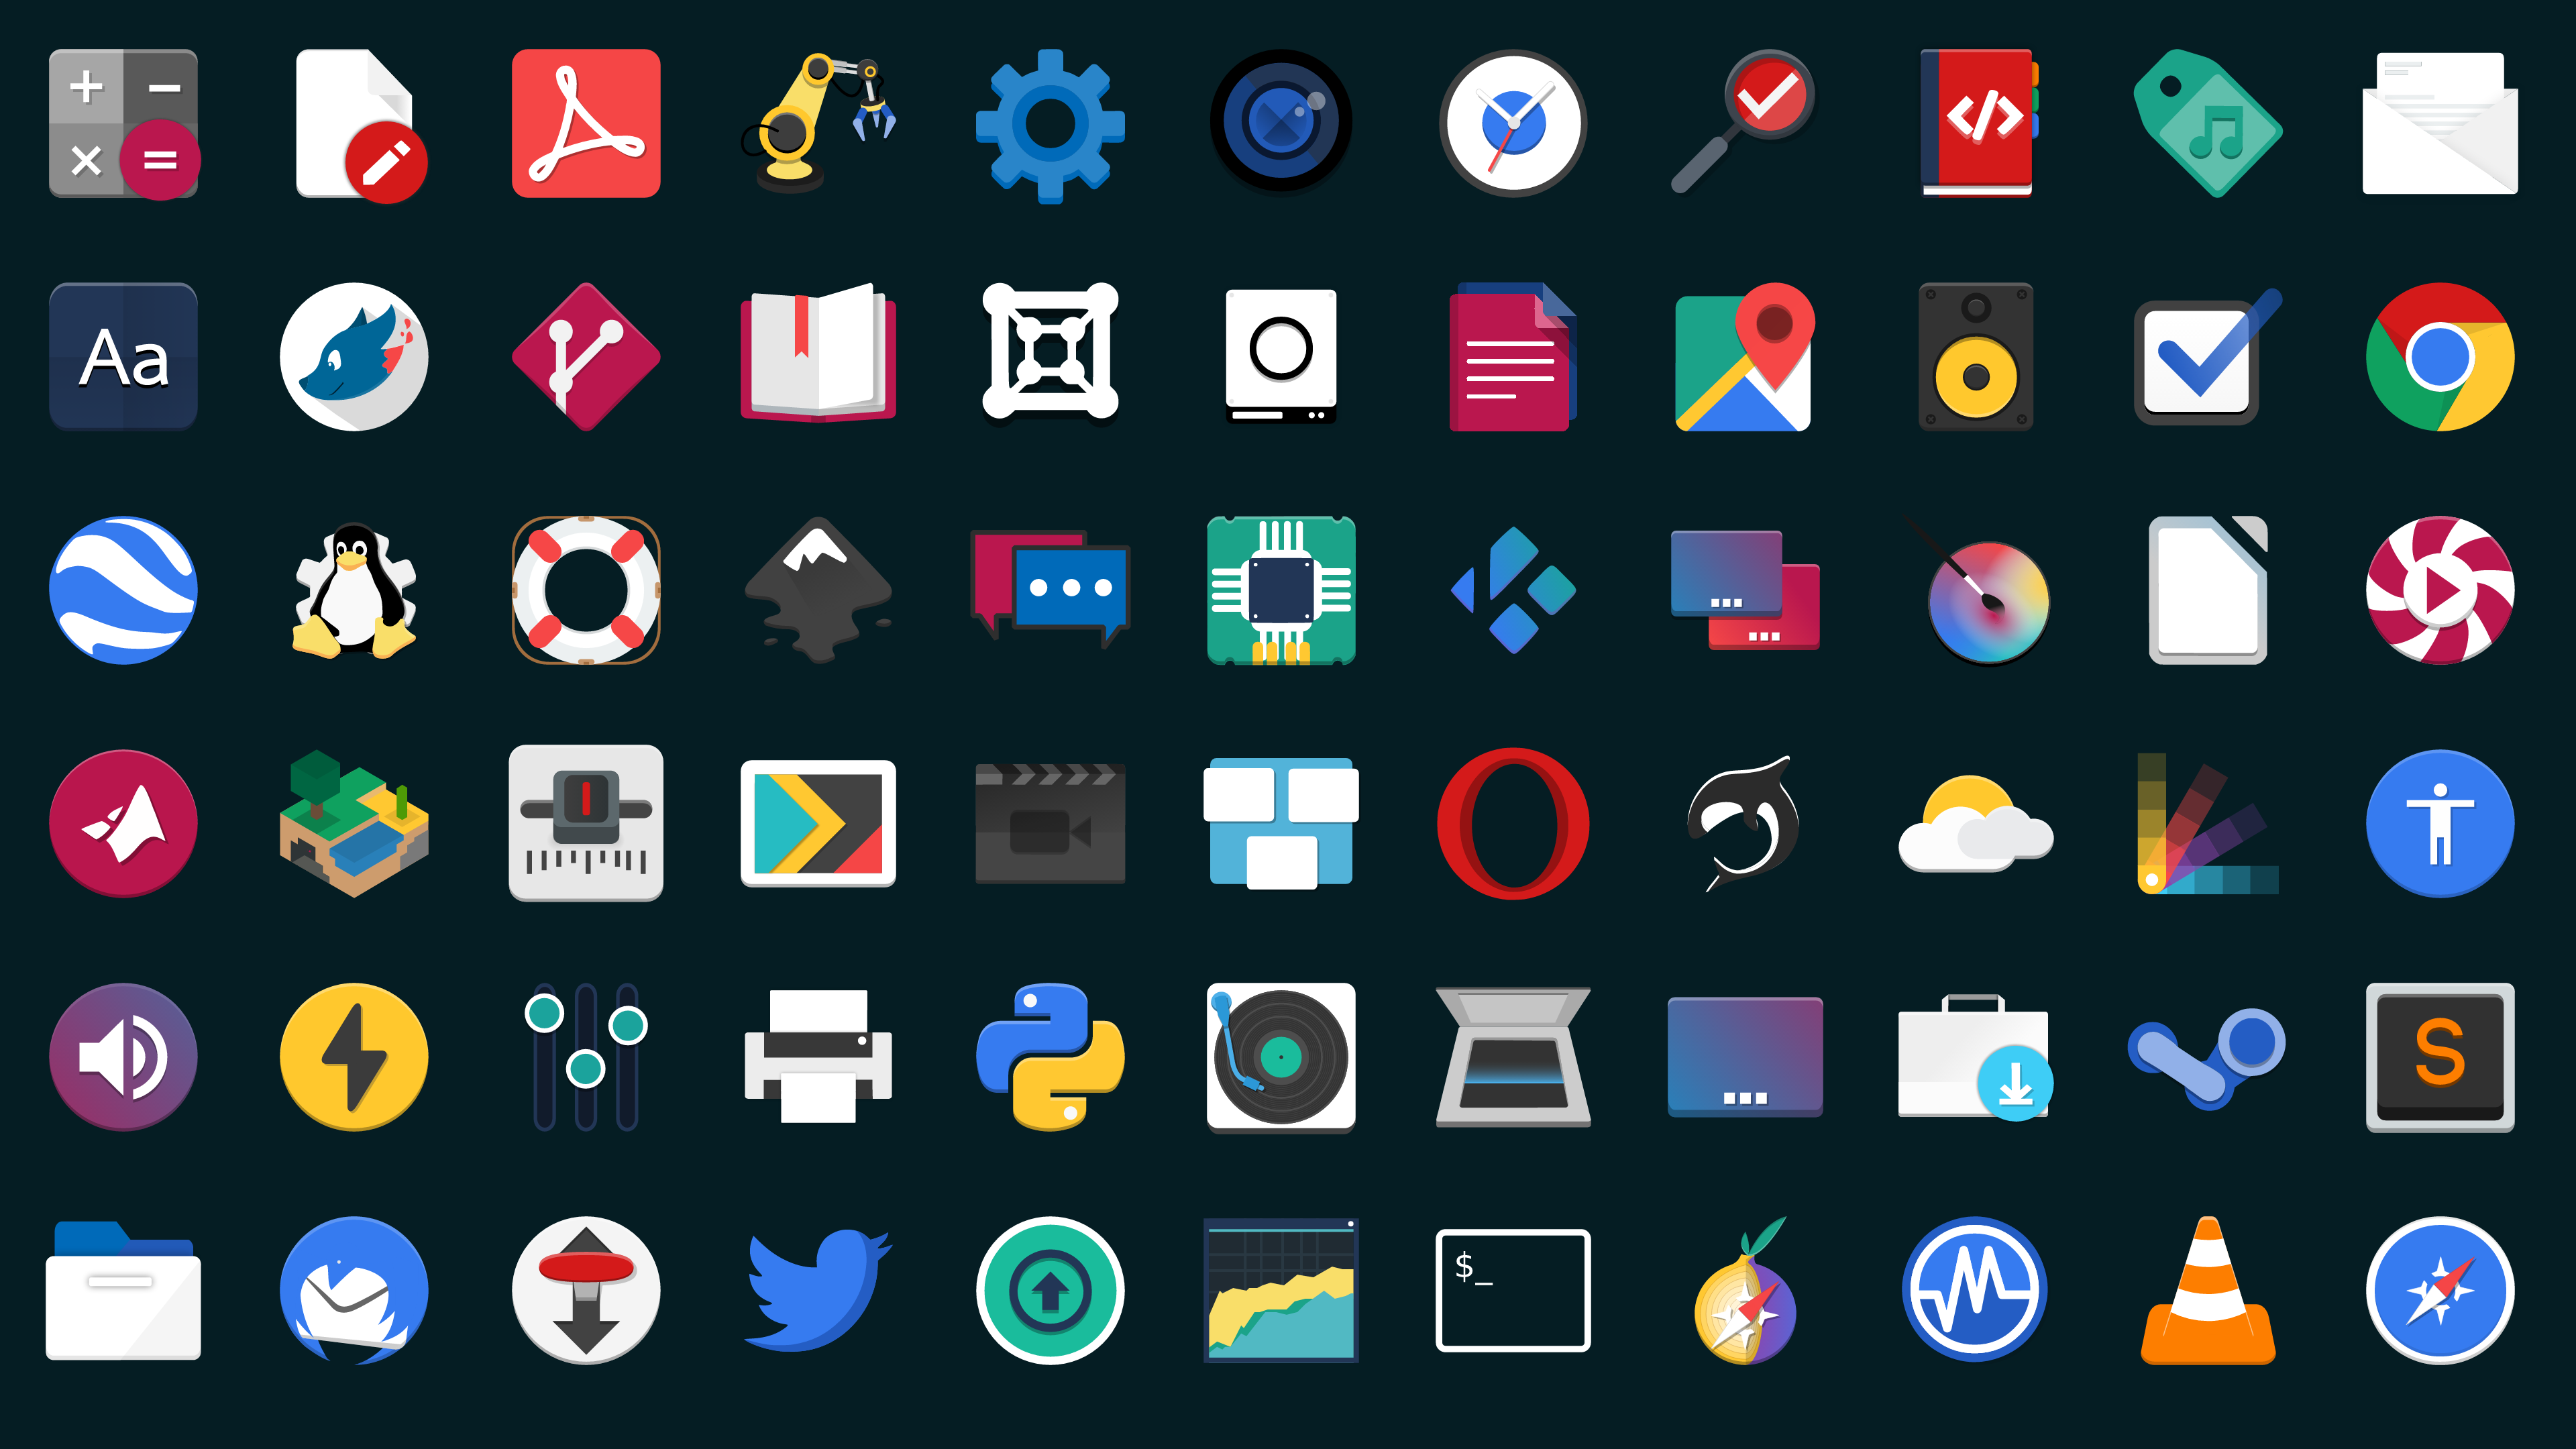 + −
× =
</>
Aa
S
$_